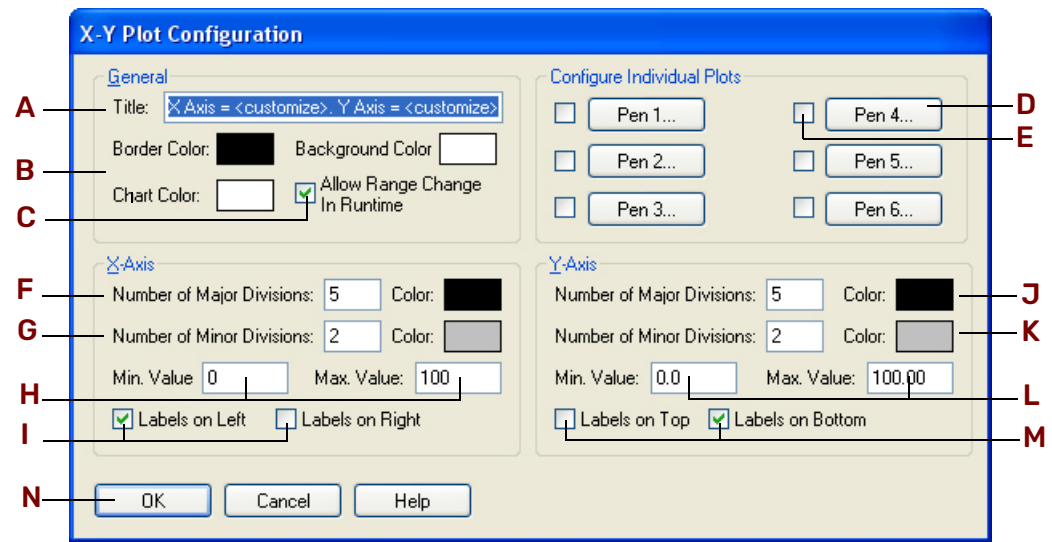 X-Y Plot Configuration
General
A
Title: X Axis = <customize>. Y Axis = <customize>
B
Border Color:
Background Color
Chart Color:
Allow Range Change
In Runtime
C
Configure Individual Plots
Pen 1...
Pen 4...
D
E
Pen 2...
Pen 5...
Pen 3...
Pen 6...
X-Axis
F
Number of Major Divisions: 5 Color:
G
Number of Minor Divisions: 2 Color:
H
Min. Value 0 Max. Value: 100
I
Labels on Left Labels on Right
Y-Axis
Number of Major Divisions: 5 Color:
J
Number of Minor Divisions: 2 Color:
K
Min. Value: 0.0 Max. Value: 100.00
L
Labels on Top Labels on Bottom
M
N
OK Cancel Help